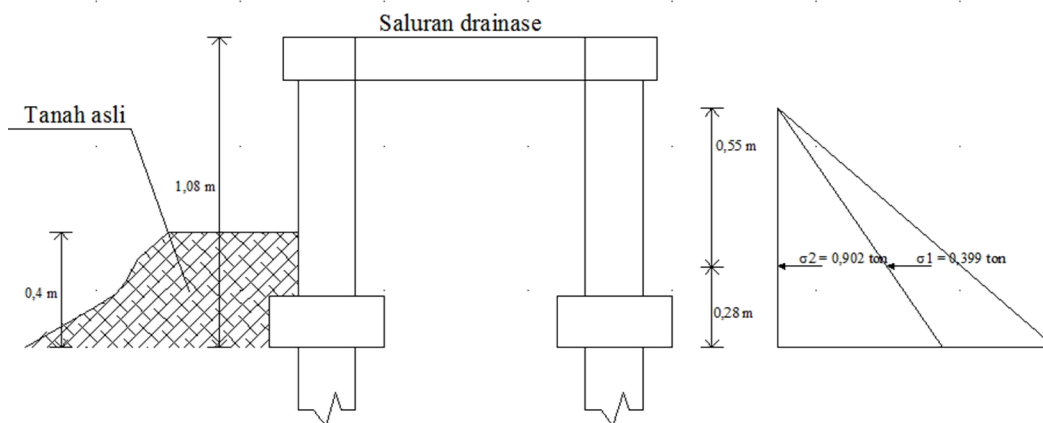 Saluran drainase
Tanah asli
1,08 m
0,4 m
0,55 m
0,28 m
σ2 = 0,902 ton
σ1 = 0,399 ton